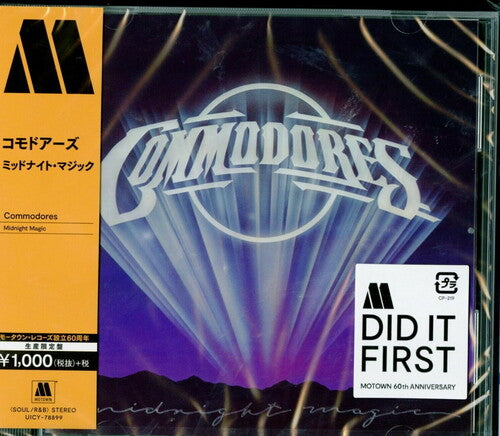 コモドアーズ
ミッドナイト・マジック
Commodores
Midnight Magic
モータウン・レコーズ設立60周年
生産限定盤
¥1,000(税抜)+税
MOTOWN
〈SOUL/R&B〉 STEREO
UICY-78899
COMMODORES
midnight magic
プラ
CP-219
M
DID IT
FIRST
MOTOWN 60th ANNIVERSARY